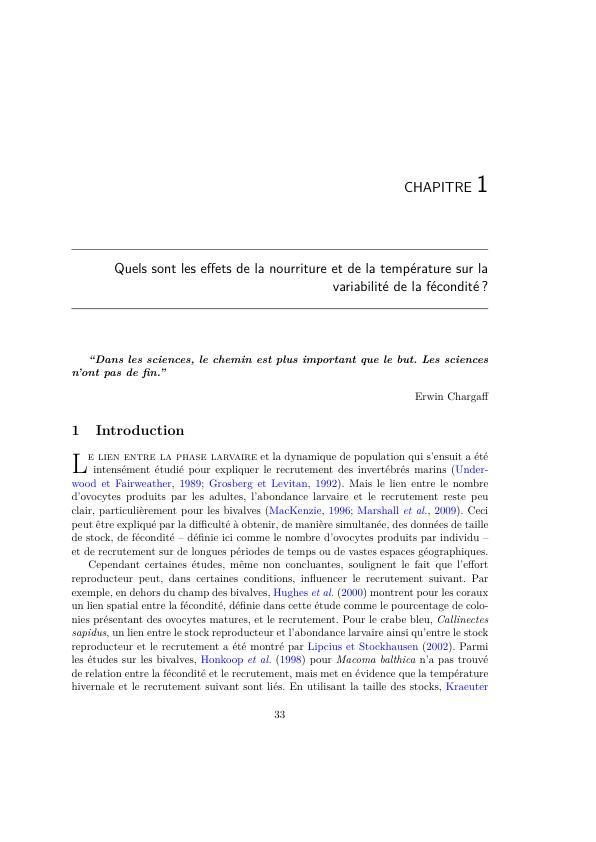 CHAPITRE 1
Quels sont les effets de la nourriture et de la température sur la
variabilité de la fécondité ?
“Dans les sciences, le chemin est plus important que le but. Les sciences
n'ont pas de fin.”
Erwin Chargaff
1 Introduction
LE LIEN ENTRE LA PHASE LARVAIRE et la dynamique de population qui s'ensuit a été
intensément étudié pour expliquer le recrutement des invertébrés marins (Under-
wood et Fairweather, 1989; Grosberg et Levitan, 1992). Mais le lien entre le nombre
d'ovocytes produits par les adultes, l'abondance larvaire et le recrutement reste peu
clair, particulièrement pour les bivalves (MacKenzie, 1996; Marshall et al., 2009). Ceci
peut être expliqué par la difficulté à obtenir, de manière simultanée, des données de taille
de stock, de fécondité – définie ici comme le nombre d'ovocytes produits par individu –
et de recrutement sur de longues périodes de temps ou de vastes espaces géographiques.
Cependant certaines études, même non concluantes, soulignent le fait que l'effort
reproducteur peut, dans certaines conditions, influencer le recrutement suivant. Par
exemple, en dehors du champ des bivalves, Hughes et al. (2000) montrent pour les coraux
un lien spatial entre la fécondité, définie dans cette étude comme le pourcentage de colo-
nies présentant des ovocytes matures, et le recrutement. Pour le crabe bleu, Callinectes
sapidus, un lien entre le stock reproducteur et l'abondance larvaire ainsi qu'entre le stock
reproducteur et le recrutement a été montré par Lipcius et Stockhausen (2002). Parmi
les études sur les bivalves, Honkoop et al. (1998) pour Macoma balthica n'a pas trouvé
de relation entre la fécondité et le recrutement, mais met en évidence que la température
hivernale et le recrutement suivant sont liés. En utilisant la taille des stocks, Kraeuter
33